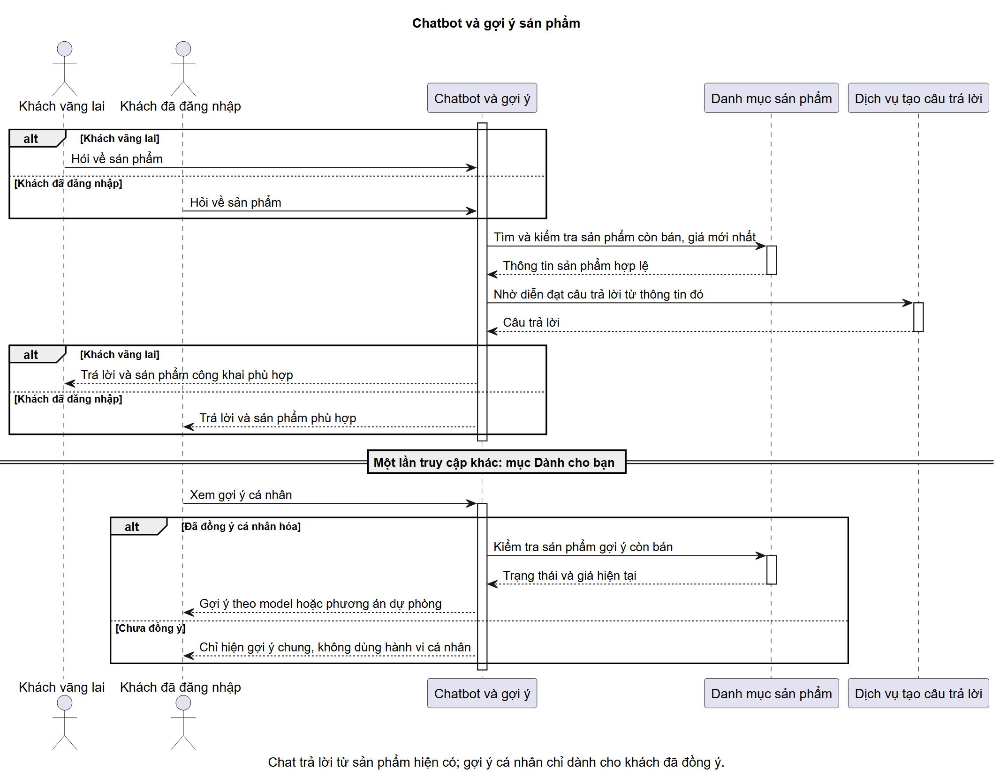 Chatbot và gợi ý sản phẩm
Khách vãng lai
Khách đã đăng nhập
Chatbot và gợi ý
Danh mục sản phẩm
Dịch vụ tạo câu trả lời
alt
[Khách vãng lai]
Hỏi về sản phẩm
[Khách đã đăng nhập]
Hỏi về sản phẩm
Tìm và kiểm tra sản phẩm còn bán, giá mới nhất
Thông tin sản phẩm hợp lệ
Nhờ diễn đạt câu trả lời từ thông tin đó
Câu trả lời
alt
[Khách vãng lai]
Trả lời và sản phẩm công khai phù hợp
[Khách đã đăng nhập]
Trả lời và sản phẩm phù hợp
Một lần truy cập khác: mục Dành cho bạn
Xem gợi ý cá nhân
alt
[Đã đồng ý cá nhân hóa]
Kiểm tra sản phẩm gợi ý còn bán
Trạng thái và giá hiện tại
Gợi ý theo model hoặc phương án dự phòng
[Chưa đồng ý]
Chỉ hiện gợi ý chung, không dùng hành vi cá nhân
Khách vãng lai
Khách đã đăng nhập
Chatbot và gợi ý
Danh mục sản phẩm
Dịch vụ tạo câu trả lời
Chat trả lời từ sản phẩm hiện có; gợi ý cá nhân chỉ dành cho khách đã đồng ý.